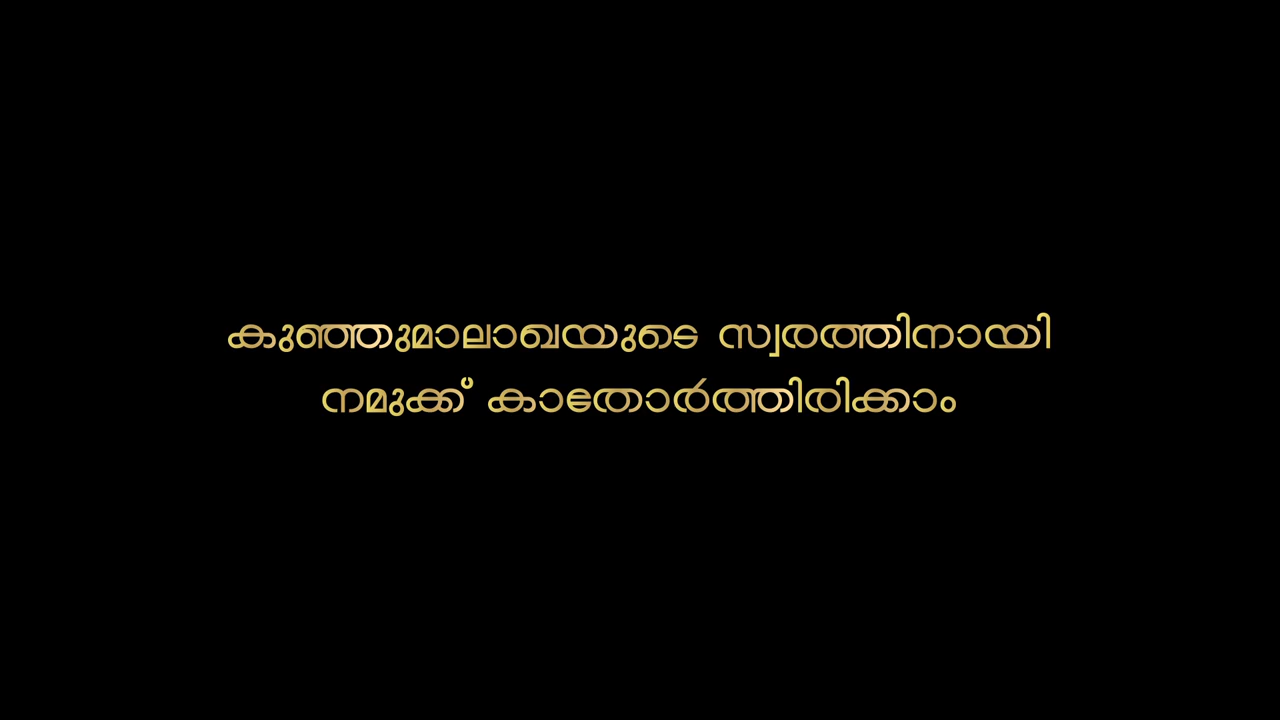 കുഞ്ഞുമാലാഖയുടെ സ്വരത്തിനായി
നമുക്ക് കാതോർത്തിരിക്കാം